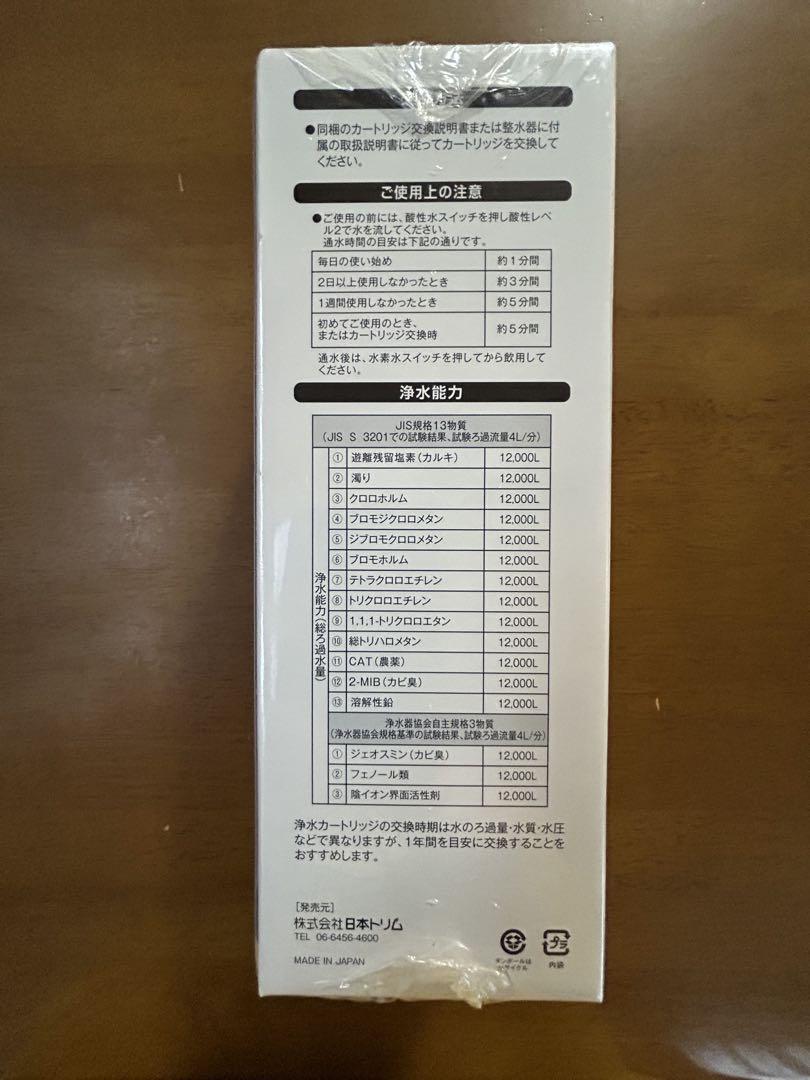 ●同梱のカートリッジ交換説明書または整水器に付
属の取扱説明書に従ってカートリッジを交換して
ください。
ご使用上の注意
●ご使用の前には、酸性水スイッチを押し酸性レベ
ル2で水を流してください。
通水時間の目安は下記の通りです。
毎日の使い始め 約1分間
2日以上使用しなかったとき 約3分間
1週間使用しなかったとき 約5分間
初めてご使用のとき、
またはカートリッジ交換時 約5分間
通水後は、水素水スイッチを押してから飲用して
ください。
浄水能力
JIS規格13物質
(JIS S 3201での試験結果、試験ろ過流量4L/分)
浄水能力(総ろ過水量)
① 遊離残留塩素(カルキ) 12,000L
② 濁り 12,000L
③ クロロホルム 12,000L
④ ブロモジクロロメタン 12,000L
⑤ ジブロモクロロメタン 12,000L
⑥ ブロモホルム 12,000L
⑦ テトラクロロエチレン 12,000L
⑧ トリクロロエチレン 12,000L
⑨ 1,1,1-トリクロロエタン 12,000L
⑩ 総トリハロメタン 12,000L
⑪ CAT(農薬) 12,000L
⑫ 2-MIB(カビ臭) 12,000L
⑬ 溶解性鉛 12,000L
浄水器協会自主規格3物質
(浄水器協会規格基準の試験結果、試験ろ過流量4L/分)
① ジェオスミン(カビ臭) 12,000L
② フェノール類 12,000L
③ 陰イオン界面活性剤 12,000L
浄水カートリッジの交換時期は水のろ過量・水質・水圧
などで異なりますが、1年間を目安に交換することを
おすすめします。
[発売元]
株式会社日本トリム
TEL 06-6456-4600
MADE IN JAPAN
ダンボールは
リサイクル
プラ
内袋